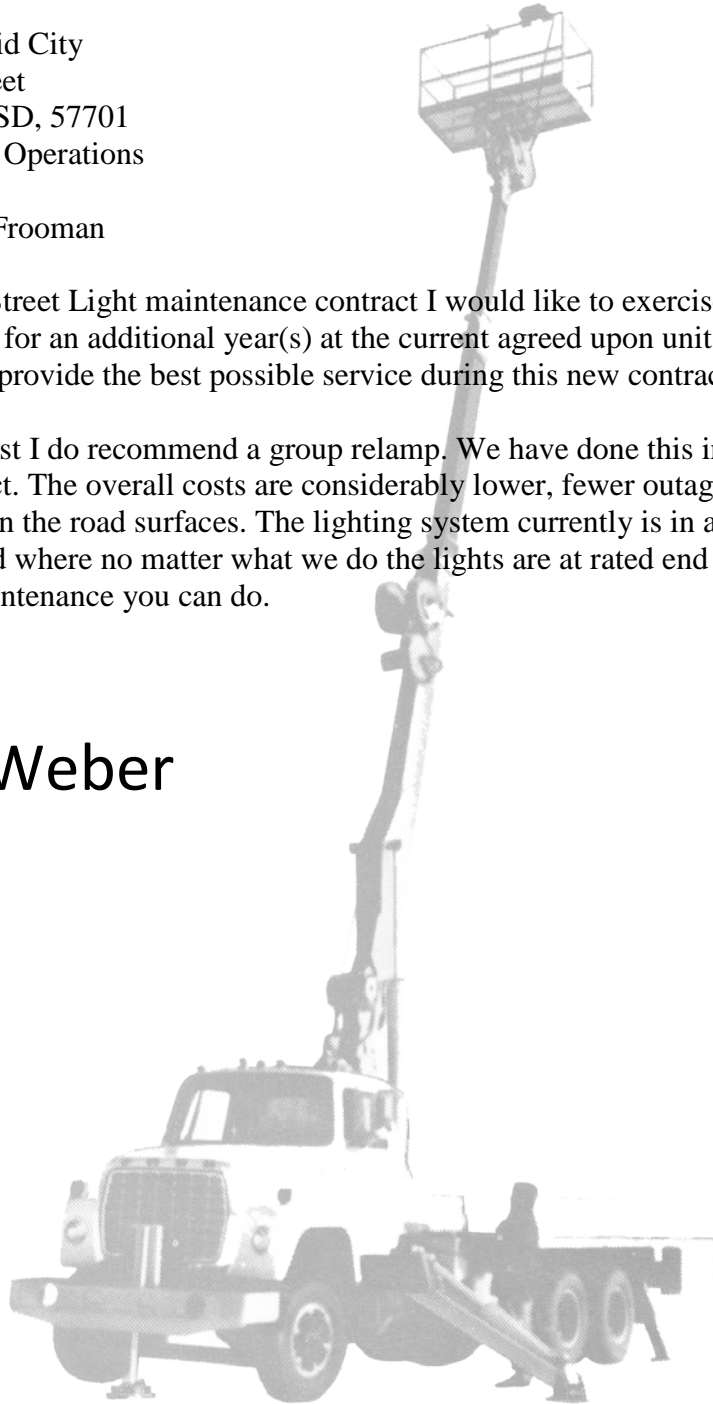 id City
eet
SD, 57701
Operations
Frooman
Street Light maintenance contract I would like to exercis
for an additional year(s) at the current agreed upon unit
provide the best possible service during this new contrac
st I do recommend a group relamp. We have done this in
ct. The overall costs are considerably lower, fewer outag
n the road surfaces. The lighting system currently is in a
d where no matter what we do the lights are at rated end
ntenance you can do.
Weber